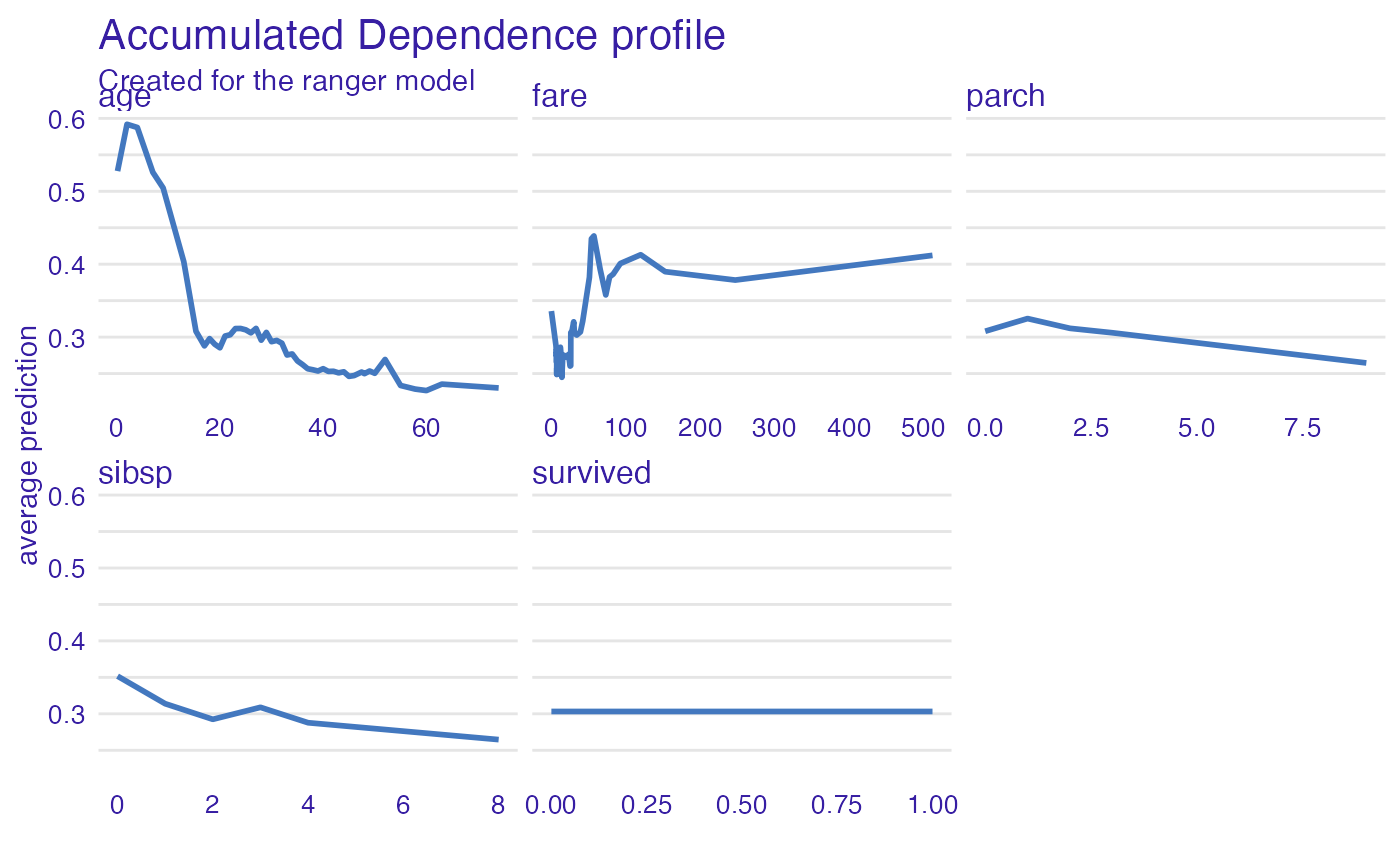 Accumulated Dependence profile
Created for the ranger model
age
fare
parch
0.6
0.5
0.4
0.3
0 20 40 60
0 100 200 300 400 500
0.0 2.5 5.0 7.5
average prediction
sibsp
survived
0.6
0.5
0.4
0.3
0 2 4 6 8
0.00 0.25 0.50 0.75 1.00